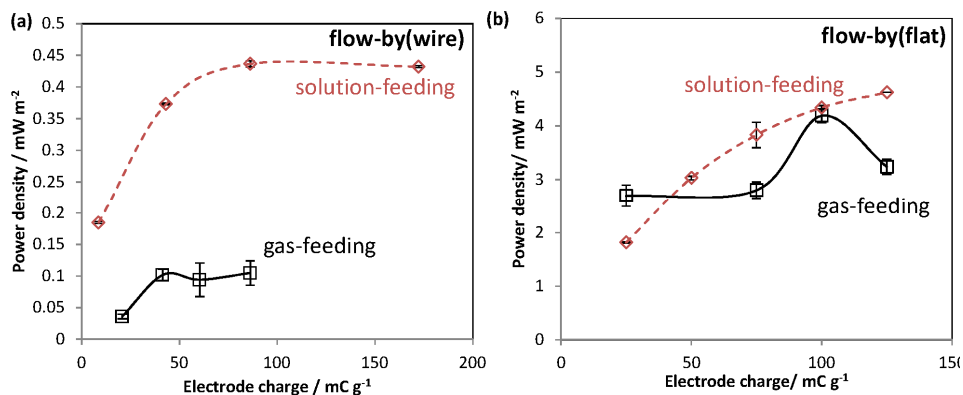 (a)
flow-by(wire)
0.5
0.45
0.4
0.35
0.3
0.25
0.2
0.15
0.1
0.05
0
Power density / mW m-2
solution-feeding
gas-feeding
0 50 100 150 200
Electrode charge / mC g-1
(b)
flow-by(flat)
6
5
4
3
2
1
0
Power density/ mW m-2
solution-feeding
gas-feeding
0 50 100 150
Electrode charge/ mC g-1